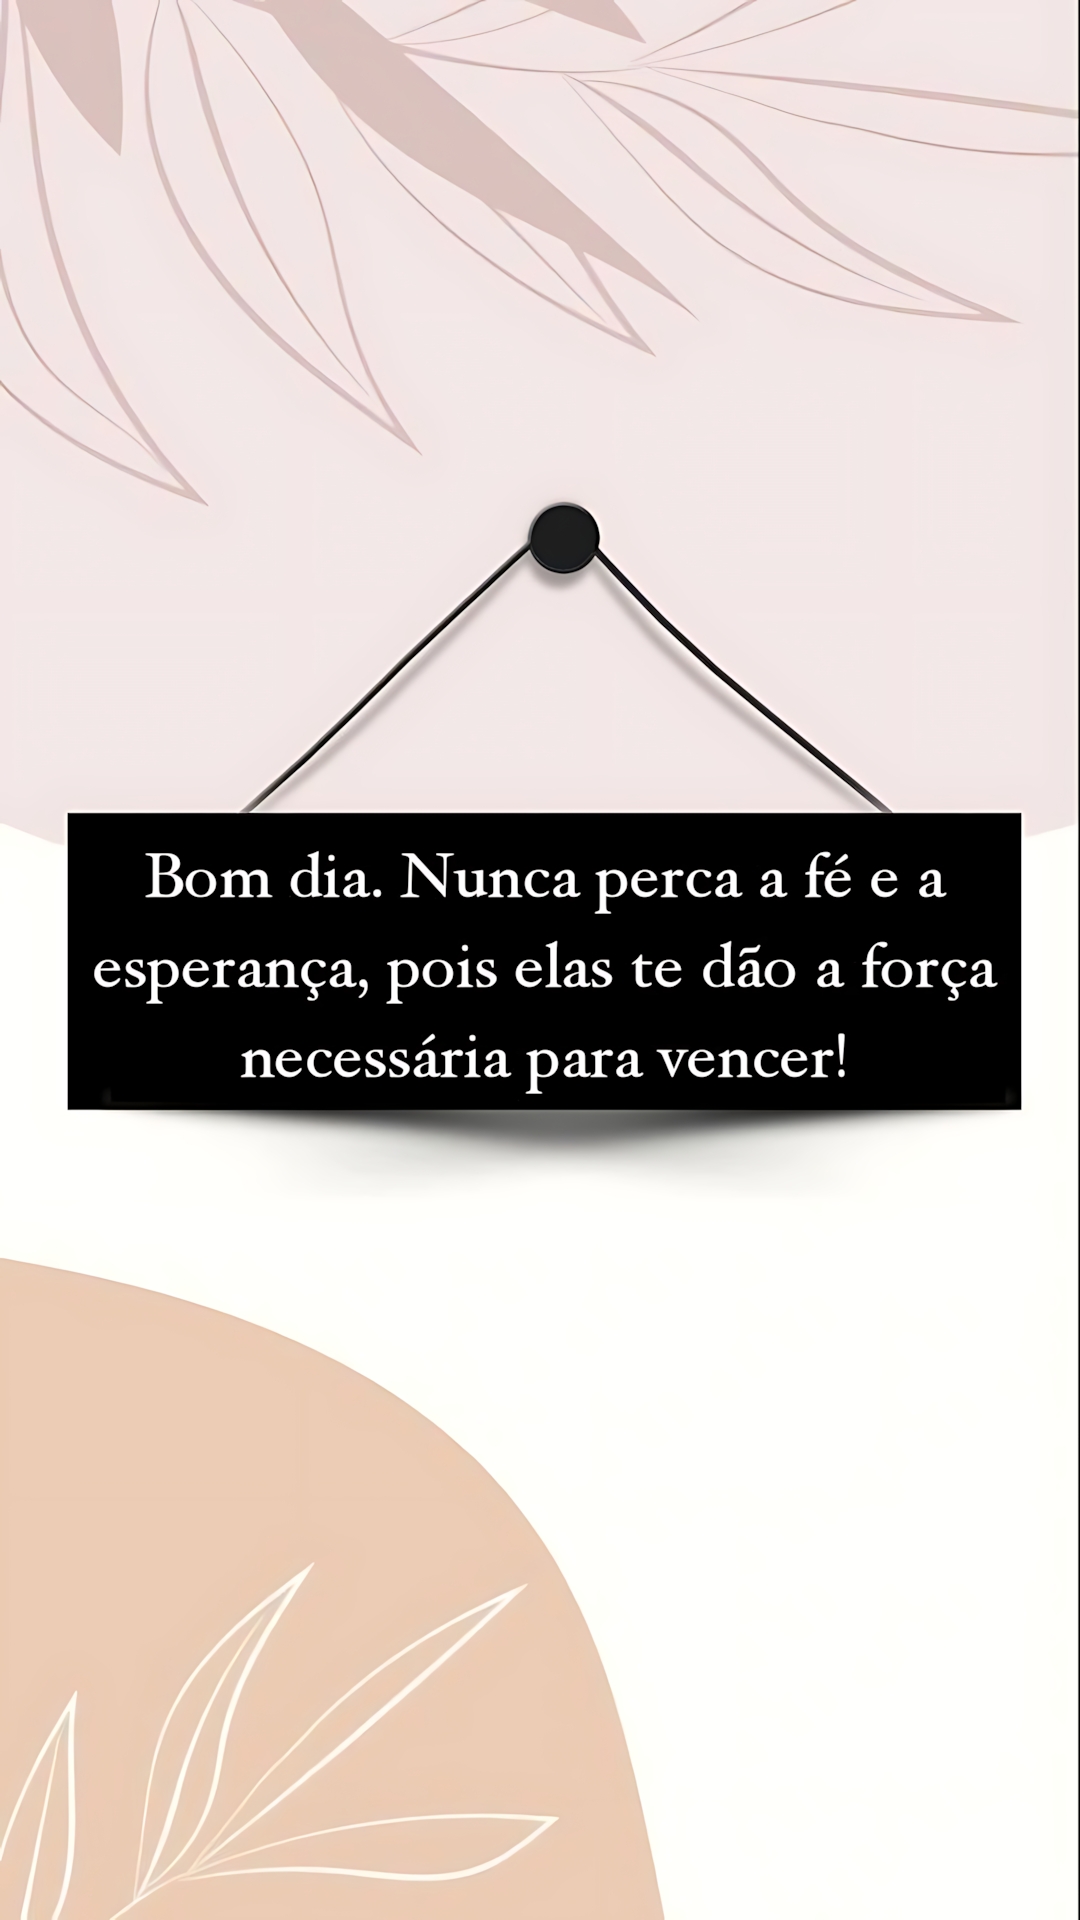 Bom dia. Nunca perca a fé e a
esperança, pois elas te dão a força
necessária para vencer!